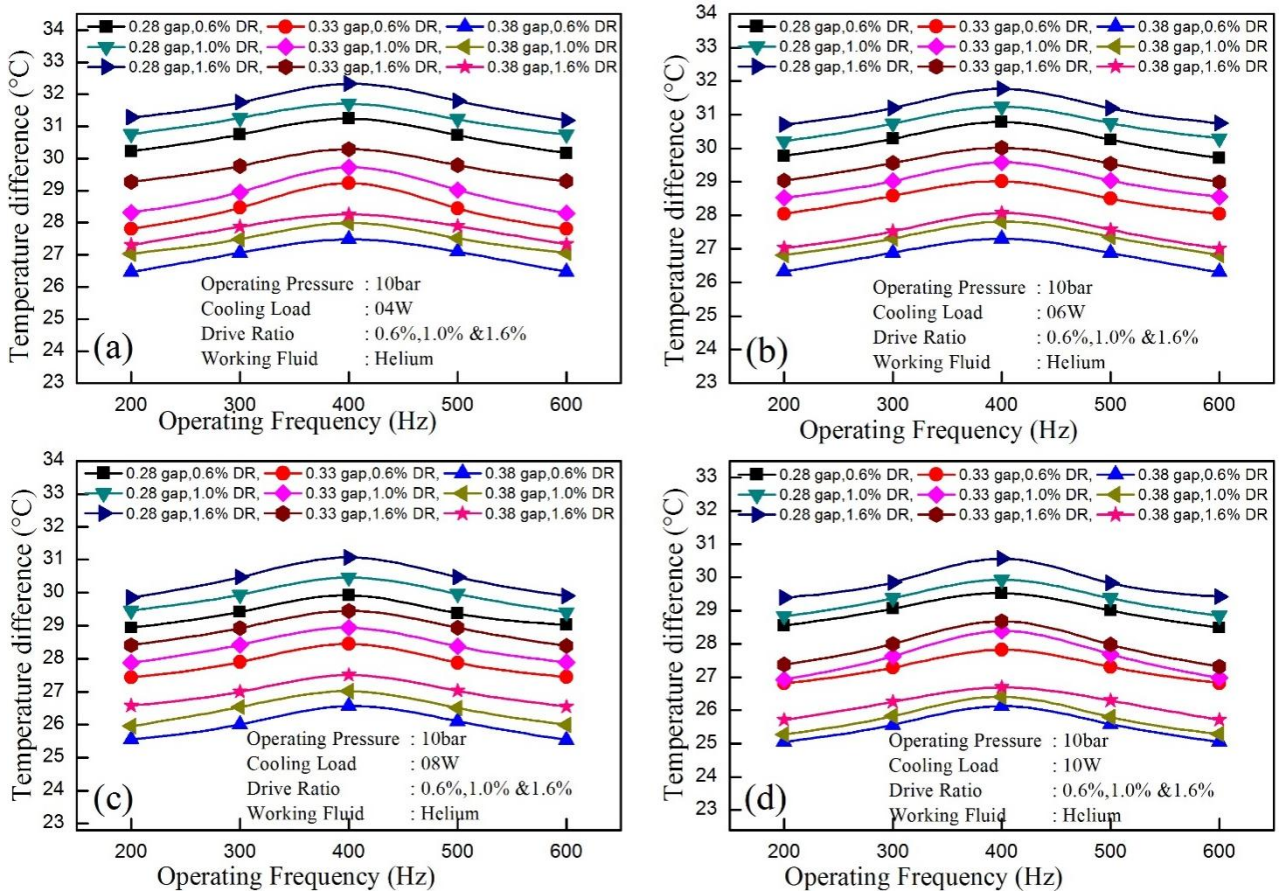 34
33
32
31
30
29
28
27
26
25
24
23
Temperature difference (°C)
0.28 gap,0.6% DR, 0.33 gap,0.6% DR, 0.38 gap,0.6% DR
0.28 gap,1.0% DR, 0.33 gap,1.0% DR, 0.38 gap,1.0% DR
0.28 gap,1.6% DR, 0.33 gap,1.6% DR, 0.38 gap,1.6% DR
Operating Pressure : 10bar
Cooling Load : 04W
Drive Ratio : 0.6%,1.0% &1.6%
Working Fluid : Helium
(a)
200 300 400 500 600
Operating Frequency (Hz)
34
33
32
31
30
29
28
27
26
25
24
23
Temperature difference (°C)
0.28 gap,0.6% DR, 0.33 gap,0.6% DR, 0.38 gap,0.6% DR
0.28 gap,1.0% DR, 0.33 gap,1.0% DR, 0.38 gap,1.0% DR
0.28 gap,1.6% DR, 0.33 gap,1.6% DR, 0.38 gap,1.6% DR
Operating Pressure : 10bar
Cooling Load : 06W
Drive Ratio : 0.6%,1.0% &1.6%
Working Fluid : Helium
(b)
200 300 400 500 600
Operating Frequency (Hz)
34
33
32
31
30
29
28
27
26
25
24
23
Temperature difference (°C)
0.28 gap,0.6% DR, 0.33 gap,0.6% DR, 0.38 gap,0.6% DR
0.28 gap,1.0% DR, 0.33 gap,1.0% DR, 0.38 gap,1.0% DR
0.28 gap,1.6% DR, 0.33 gap,1.6% DR, 0.38 gap,1.6% DR
Operating Pressure : 10bar
Cooling Load : 08W
Drive Ratio : 0.6%,1.0% &1.6%
Working Fluid : Helium
(c)
200 300 400 500 600
Operating Frequency (Hz)
33
32
31
30
29
28
27
26
25
24
23
Temperature difference (°C)
0.28 gap,0.6% DR, 0.33 gap,0.6% DR, 0.38 gap,0.6% DR
0.28 gap,1.0% DR, 0.33 gap,1.0% DR, 0.38 gap,1.0% DR
0.28 gap,1.6% DR, 0.33 gap,1.6% DR, 0.38 gap,1.6% DR
Operating Pressure : 10bar
Cooling Load : 10W
Drive Ratio : 0.6%,1.0% &1.6%
Working Fluid : Helium
(d)
200 300 400 500 600
Operating Frequency (Hz)